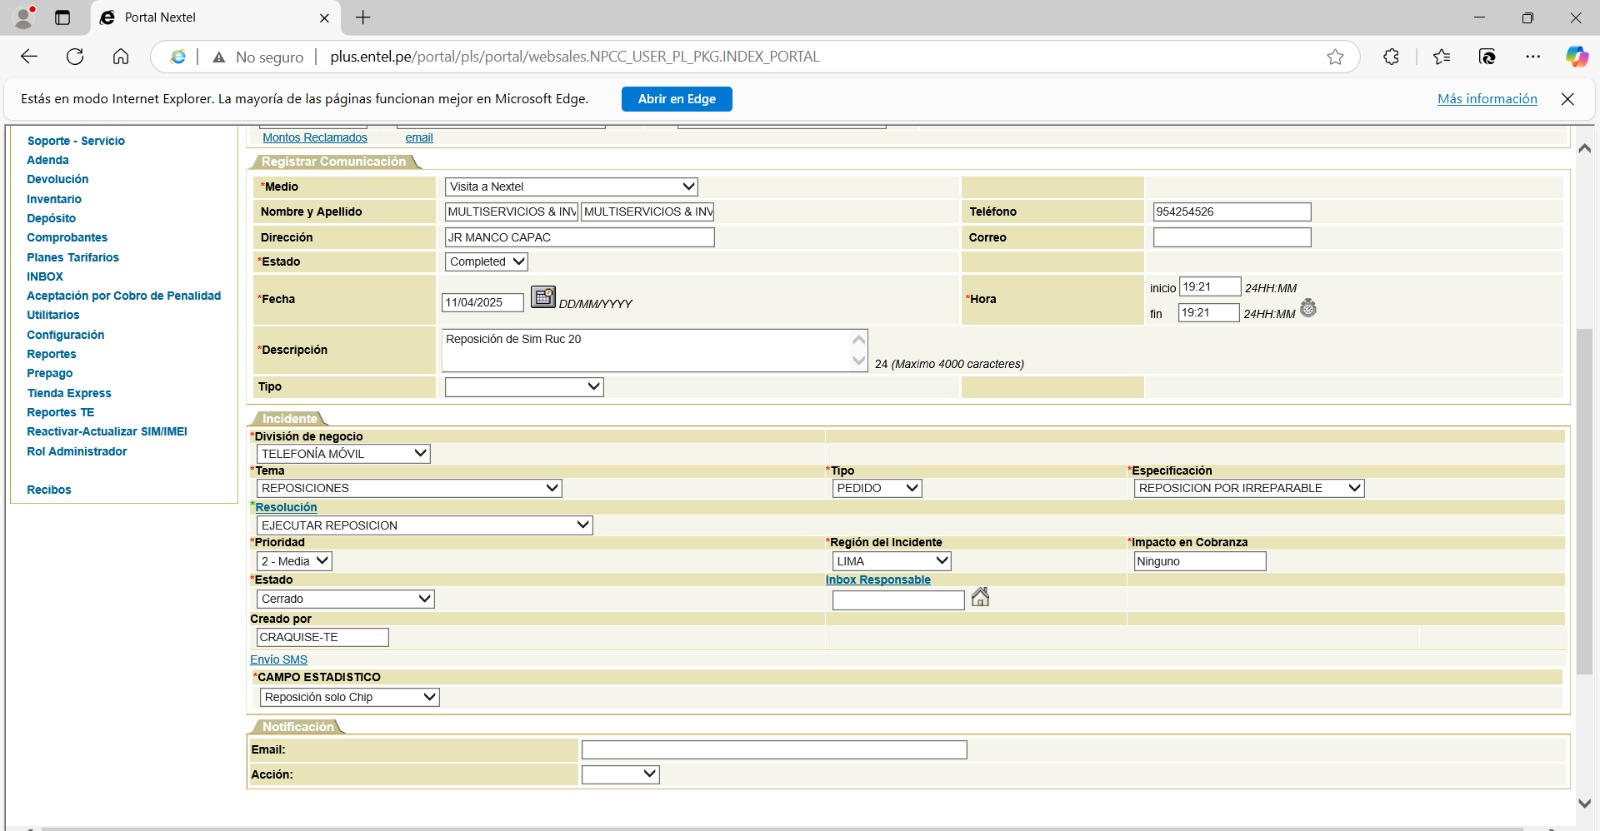 Portal Nextel
No seguro
plus.entel.pe/portal/pls/portal/websales.NPCC_USER_PL_PKG.INDEX_PORTAL
Estás en modo Internet Explorer. La mayoría de las páginas funcionan mejor en Microsoft Edge.
Abrir en Edge
Más información
Soporte - Servicio
Adenda
Devolución
Inventario
Depósito
Comprobantes
Planes Tarifarios
INBOX
Aceptación por Cobro de Penalidad
Utilitarios
Configuración
Reportes
Prepago
Tienda Express
Reportes TE
Reactivar-Actualizar SIM/IMEI
Rol Administrador
Recibos
Montos Reclamados email
Registrar Comunicación
*Medio Visita a Nextel
Nombre y Apellido MULTISERVICIOS & INV MULTISERVICIOS & INV Teléfono 954254526
Dirección JR MANCO CAPAC Correo
*Estado Completed
*Fecha 11/04/2025 DD/MM/YYYY *Hora inicio 19:21 24HH:MM
fin 19:21 24HH:MM
*Descripción Reposición de Sim Ruc 20 24 (Maximo 4000 caracteres)
Tipo
Incidente
*División de negocio
TELEFONÍA MÓVIL
*Tema *Tipo *Especificación
REPOSICIONES PEDIDO REPOSICION POR IRREPARABLE
*Resolución
EJECUTAR REPOSICION
*Prioridad *Región del Incidente *Impacto en Cobranza
2 - Media LIMA Ninguno
*Estado Inbox Responsable
Cerrado
Creado por
CRAQUISE-TE
Envío SMS
*CAMPO ESTADISTICO
Reposición solo Chip
Notificación
Email:
Acción: